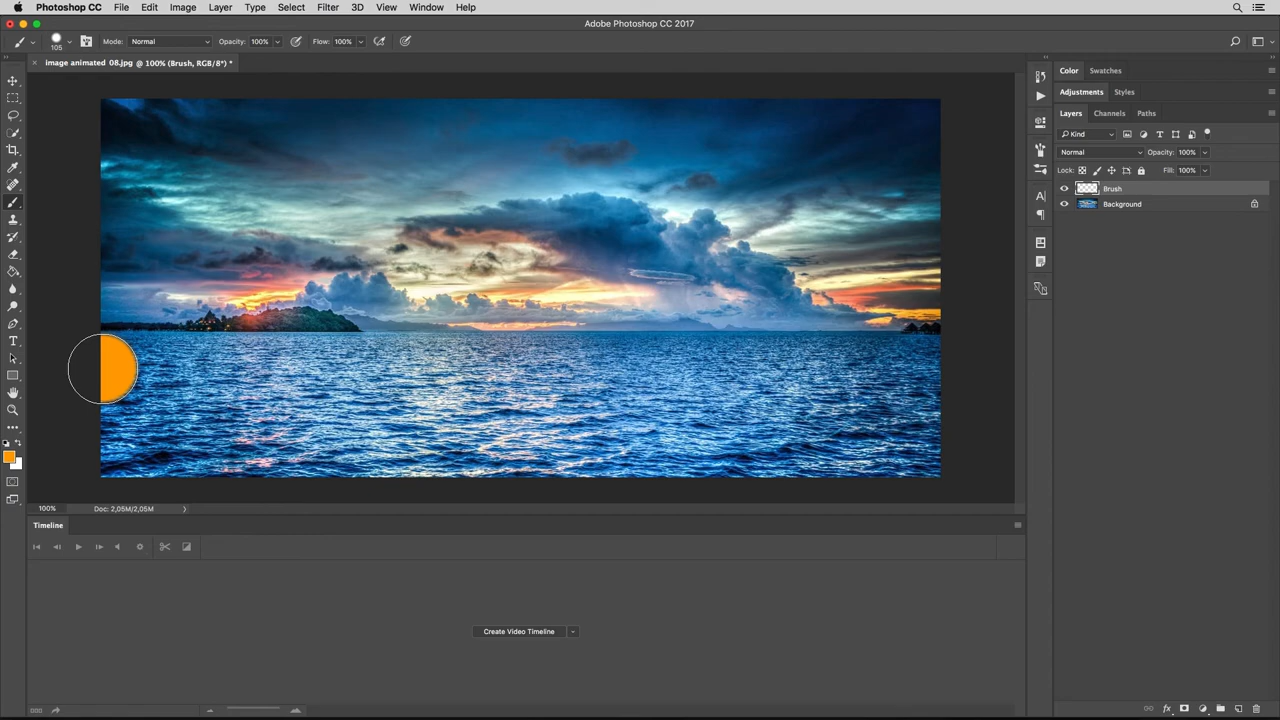 Photoshop CC File Edit Image Layer Type Select Filter 3D View Window Help
Adobe Photoshop CC 2017
105 Mode: Normal Opacity: 100% Flow: 100%
image animated 08.jpg @ 100% (Brush, RGB/8*) *
Color Swatches
Adjustments Styles
Layers Channels Paths
Kind
Normal Opacity: 100%
Lock: Fill: 100%
Brush
Background
100% Doc: 2,05M/2,05M
Timeline
Create Video Timeline